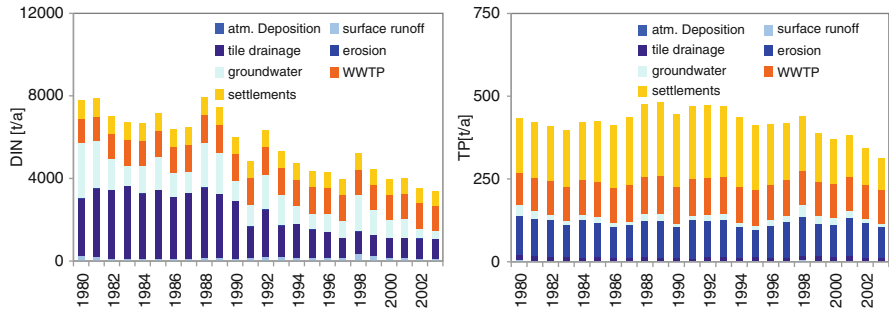 12000
8000
4000
0
DIN [t/a]
atm. Deposition
surface runoff
tile drainage
erosion
groundwater
WWTP
settlements
1980
1982
1984
1986
1988
1990
1992
1994
1996
1998
2000
2002
750
500
250
0
TP[t/a]
atm. Deposition
surface runoff
tile drainage
erosion
groundwater
WWTP
settlements
1980
1982
1984
1986
1988
1990
1992
1994
1996
1998
2000
2002